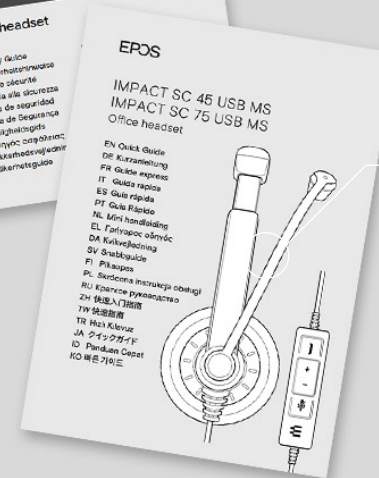 headset
Guide
EPOS
IMPACT SC 45 USB MS
IMPACT SC 75 USB MS
Office headset
EN Quick Guide
DE Kurzanleitung
FR Guide express
IT Guida rapida
ES Guía rápida
PT Guia Rápido
NL Mini handleiding
EL Γρήγορος οδηγός
DA Kvikvejledning
SV Snabbguide
FI Pikaopas
PL Skrócona instrukcja obsługi
RU Краткое руководство
ZH 快速入门指南
TW 快速指南
TR Hızlı Kılavuz
JA クイックガイド
ID Panduan Cepat
KO 빠른 가이드